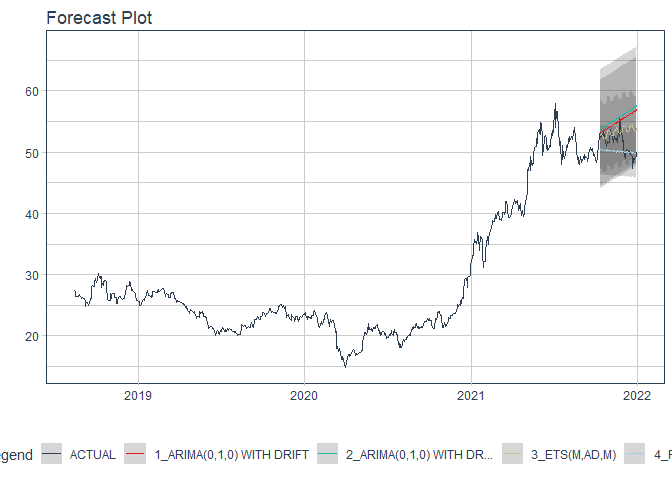 Forecast Plot
60
50
40
30
20
2019 2020 2021 2022
egend ACTUAL 1_ARIMA(0,1,0) WITH DRIFT 2_ARIMA(0,1,0) WITH DR... 3_ETS(M,AD,M) 4_F